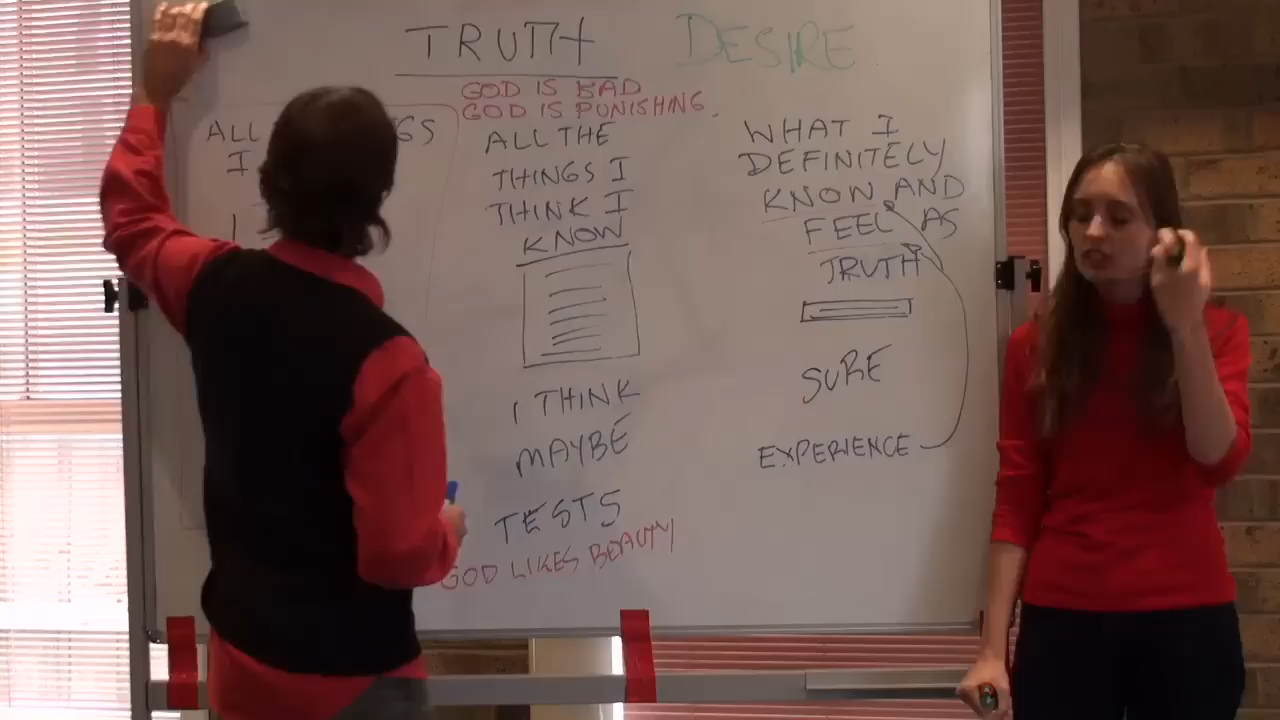 TRUTH
DESIRE
GOD IS BAD
GOD IS PUNISHING.
ALL GS
I
I
ALL THE
THINGS I
THINK I
KNOW
I THINK
MAYBE
TESTS
GOD LIKES BEAUTY
WHAT I
DEFINITELY
KNOW AND
FEEL AS
TRUTH
SURE
EXPERIENCE